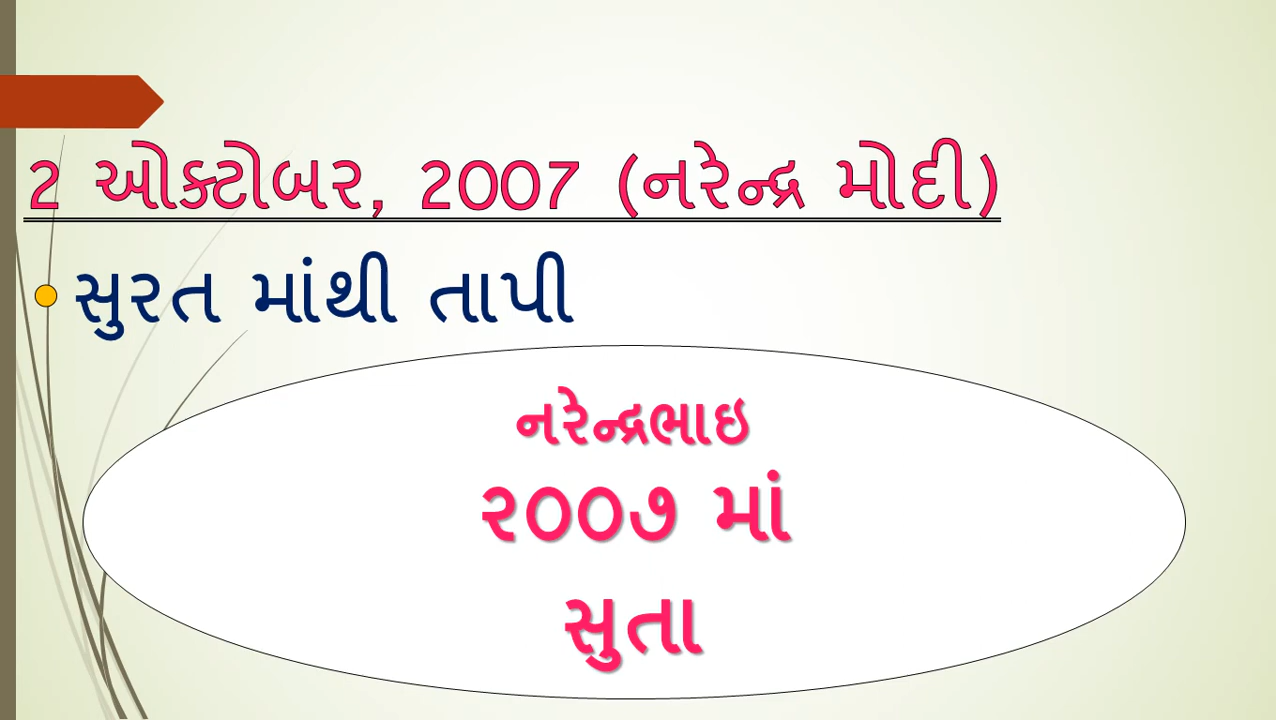 2 ઓક્ટોબર, 2007 (નરેન્દ્ર મોદી)
સુરત માંથી તાપી
નરેન્દ્રભાઇ
૨૦૦૭ માં
સુતા